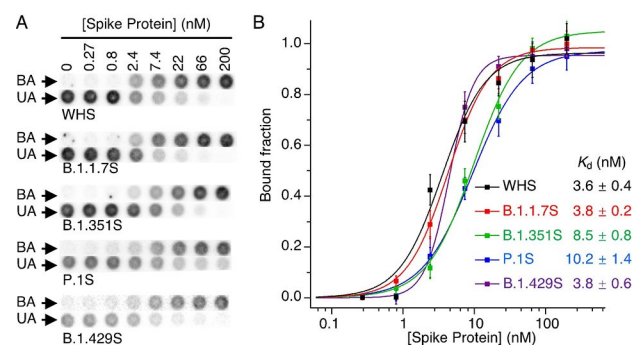 A
[Spike Protein] (nM)
0 0.27 0.8 2.4 7.4 22 66 200
BA
UA
WHS
BA
UA
B.1.1.7S
BA
UA
B.1.351S
BA
UA
P.1S
BA
UA
B.1.429S
B
Bound fraction
1.0
0.8
0.6
0.4
0.2
0.0
0.1 1 10 100
[Spike Protein] (nM)
Kd (nM)
WHS 3.6 ± 0.4
B.1.1.7S 3.8 ± 0.2
B.1.351S 8.5 ± 0.8
P.1S 10.2 ± 1.4
B.1.429S 3.8 ± 0.6